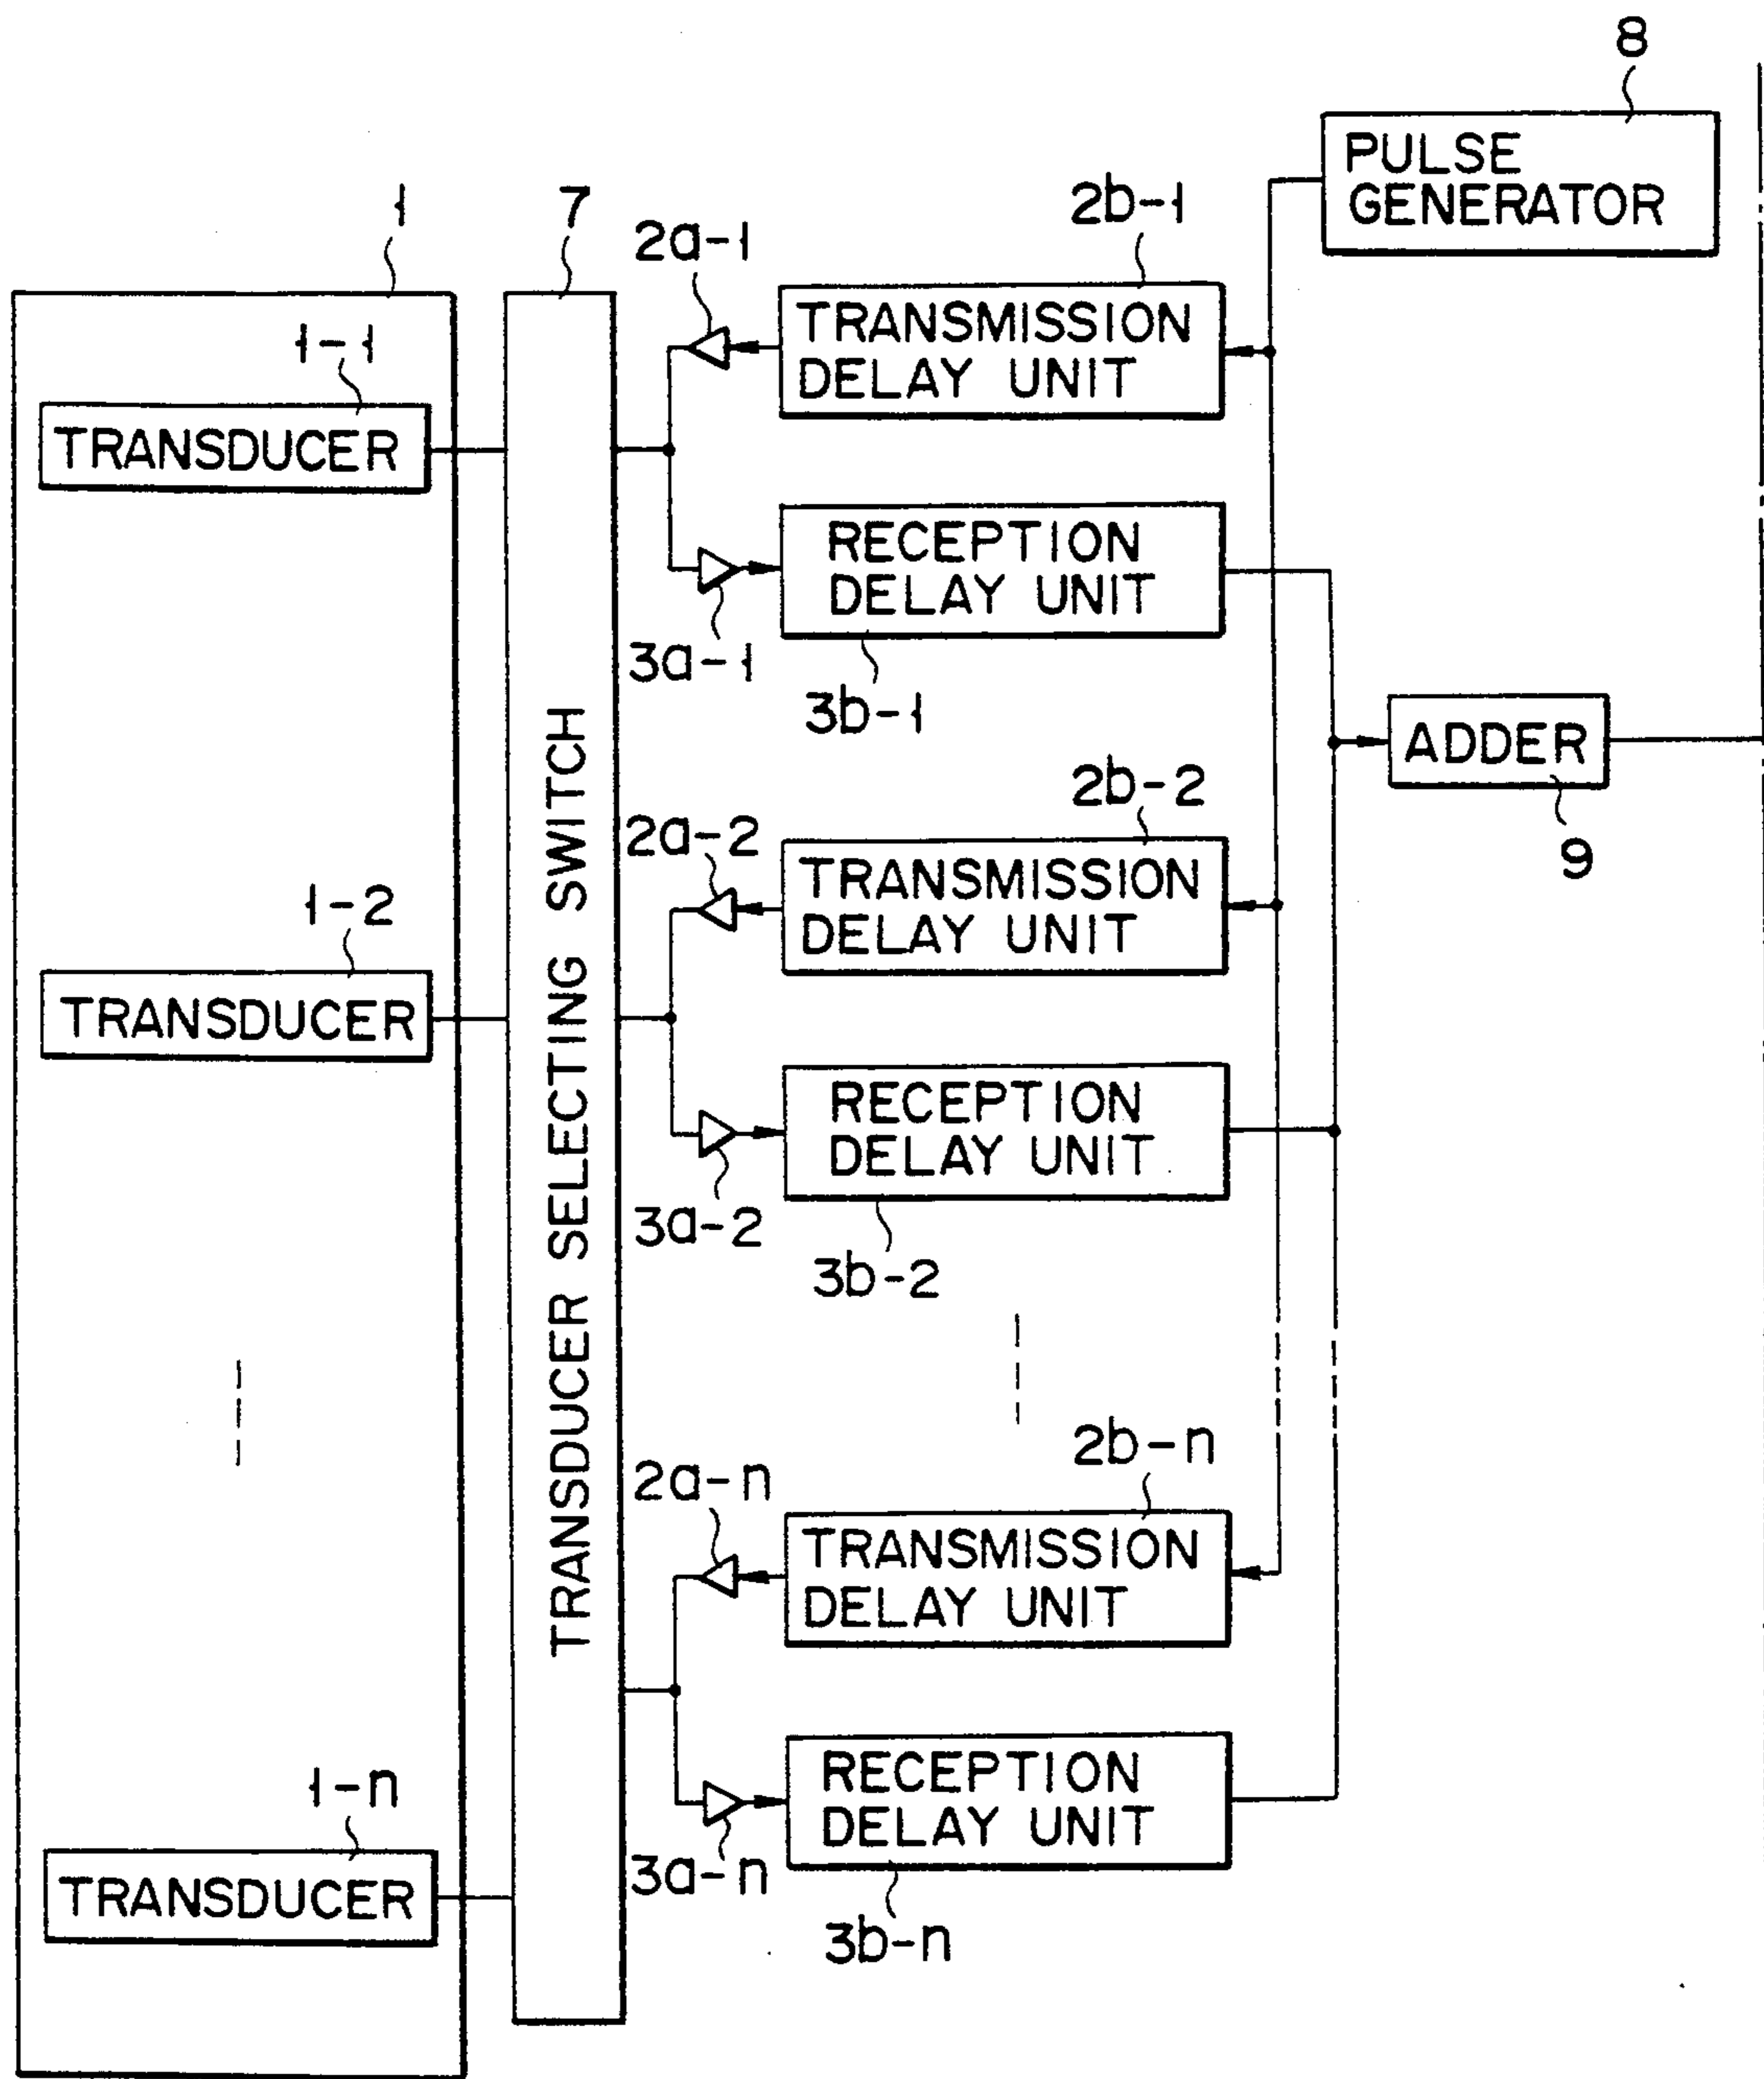 8
PULSE
GENERATOR
1
7
2a-1
2b-1
TRANSMISSION
DELAY UNIT
1-1
TRANSDUCER
RECEPTION
DELAY UNIT
3a-1
3b-1
ADDER
9
TRANSDUCER SELECTING SWITCH
2a-2
2b-2
TRANSMISSION
DELAY UNIT
1-2
TRANSDUCER
RECEPTION
DELAY UNIT
3a-2
3b-2
2a-n
2b-n
TRANSMISSION
DELAY UNIT
1-n
TRANSDUCER
RECEPTION
DELAY UNIT
3a-n
3b-n